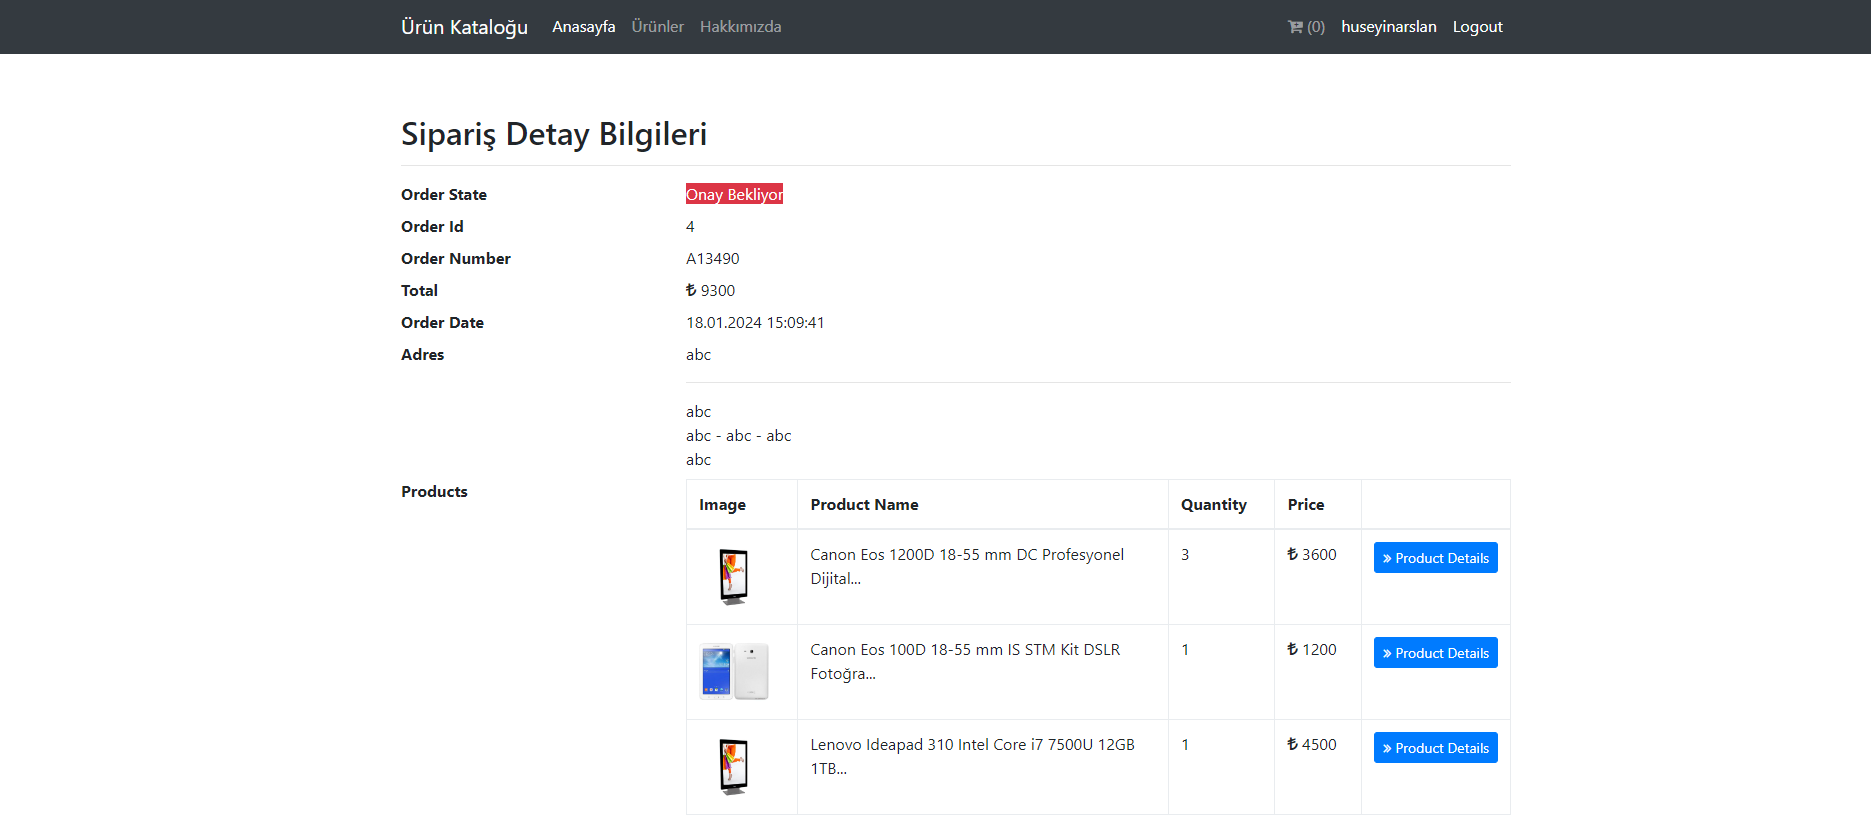 Ürün Kataloğu Anasayfa Ürünler Hakkımızda (0) huseyinarslan Logout
Sipariş Detay Bilgileri
Order State Onay Bekliyor
Order Id 4
Order Number A13490
Total ₺ 9300
Order Date 18.01.2024 15:09:41
Adres abc
abc
abc - abc - abc
abc
Products
Image Product Name Quantity Price
Canon Eos 1200D 18-55 mm DC Profesyonel 3 ₺ 3600 » Product Details
Dijital...
Canon Eos 100D 18-55 mm IS STM Kit DSLR 1 ₺ 1200 » Product Details
Fotoğra...
Lenovo Ideapad 310 Intel Core i7 7500U 12GB 1 ₺ 4500 » Product Details
1TB...